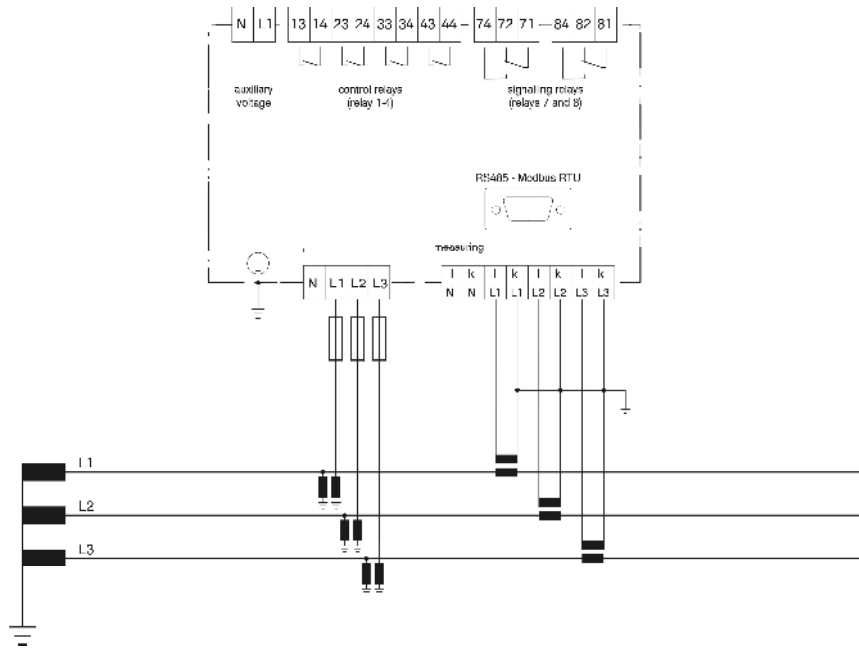 N L1 13 14 23 24 33 34 43 44 74 72 71 84 82 81
auxiliary voltage
control relays (relay 1-4)
signalling relays (relays 7 and 8)
RS485 - Modbus RTU
measuring
N L1 L2 L3
l k l k l k l k
N N L1 L1 L2 L2 L3 L3
L1
L2
L3